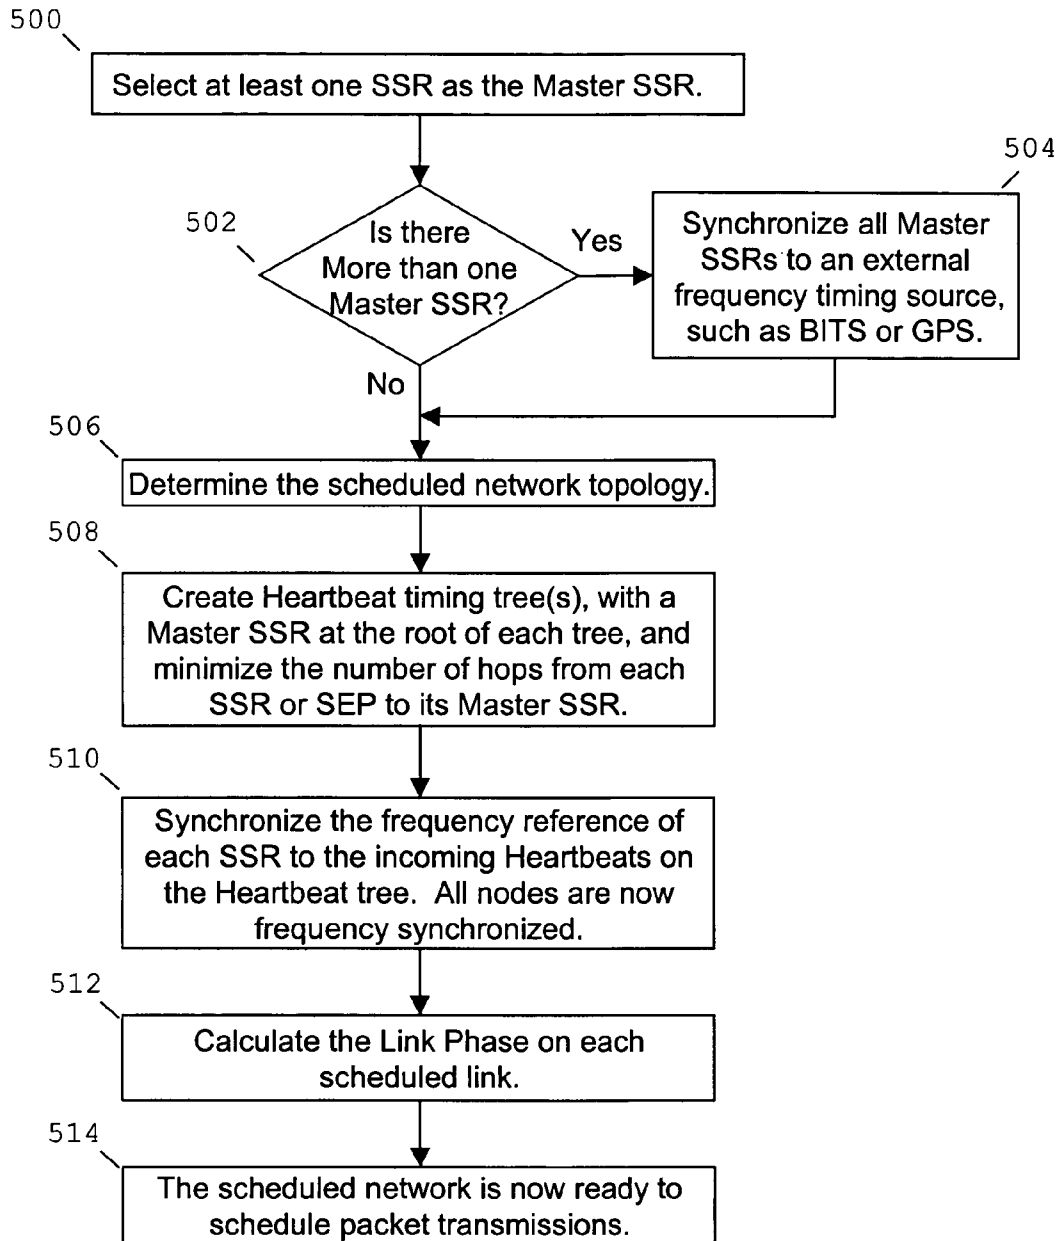 500
Select at least one SSR as the Master SSR.
504
502
Is there
More than one
Master SSR?
Yes
Synchronize all Master
SSRs to an external
frequency timing source,
such as BITS or GPS.
No
506
Determine the scheduled network topology.
508
Create Heartbeat timing tree(s), with a
Master SSR at the root of each tree, and
minimize the number of hops from each
SSR or SEP to its Master SSR.
510
Synchronize the frequency reference of
each SSR to the incoming Heartbeats on
the Heartbeat tree.  All nodes are now
frequency synchronized.
512
Calculate the Link Phase on each
scheduled link.
514
The scheduled network is now ready to
schedule packet transmissions.